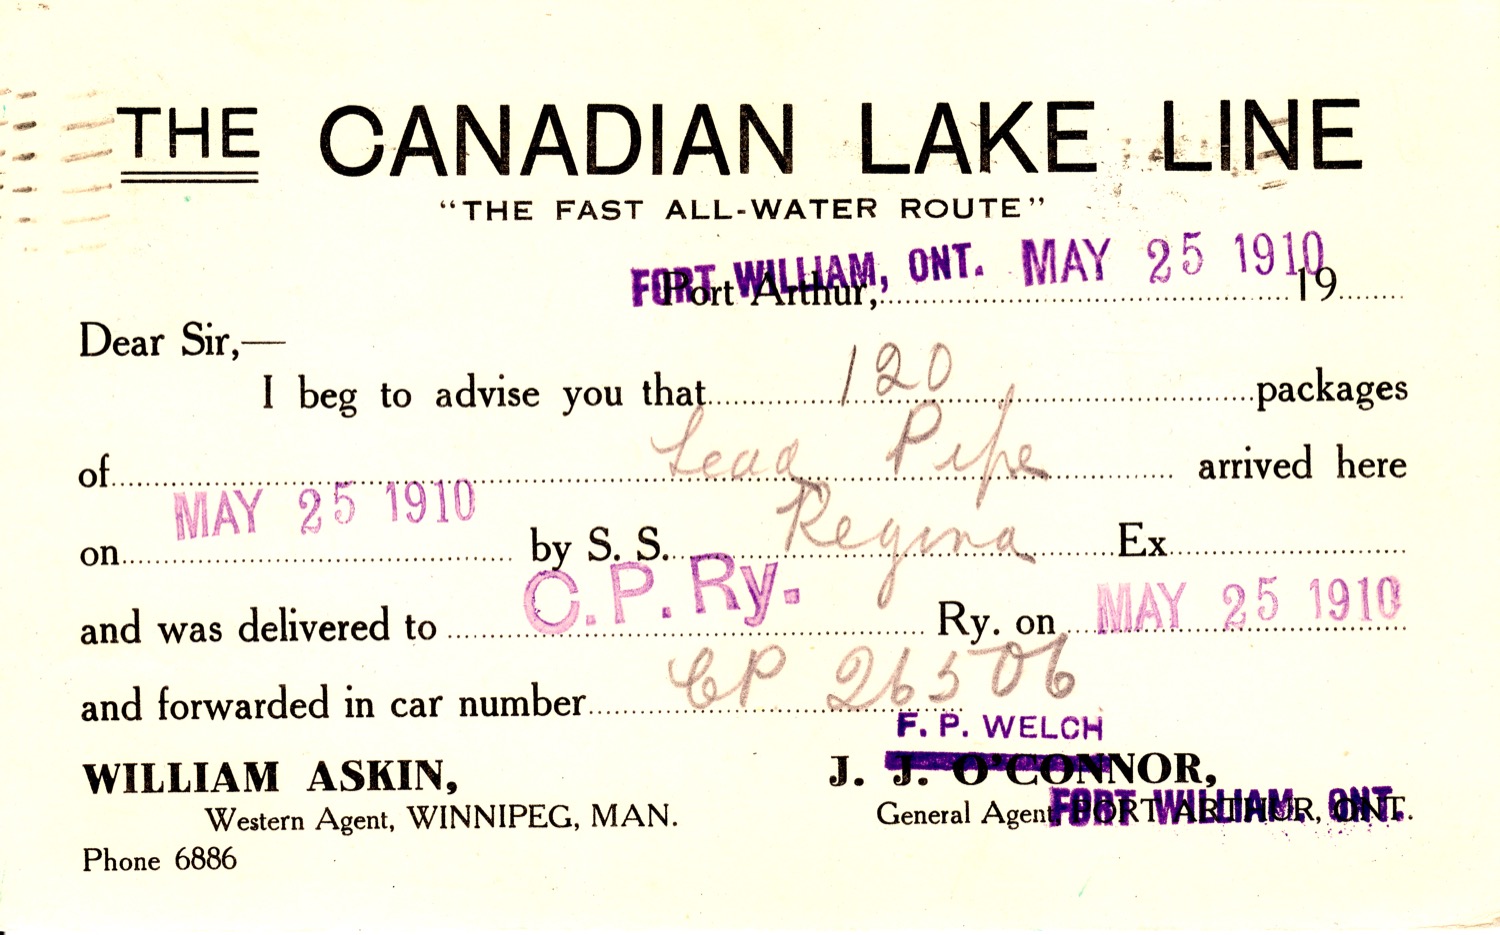 THE CANADIAN LAKE LINE
"THE FAST ALL-WATER ROUTE"
FORT WILLIAM, ONT. MAY 25 1910
Port Arthur, 19
Dear Sir,—
I beg to advise you that 120 packages
of Lead Pipe arrived here
on MAY 25 1910 by S. S. Regina Ex
and was delivered to C. P. Ry. Ry. on MAY 25 1910
and forwarded in car number CP 26506
F. P. WELCH
WILLIAM ASKIN, J. J. O'CONNOR,
Western Agent, WINNIPEG, MAN. General Agent, PORT ARTHUR, ONT.
FORT WILLIAM, ONT.
Phone 6886